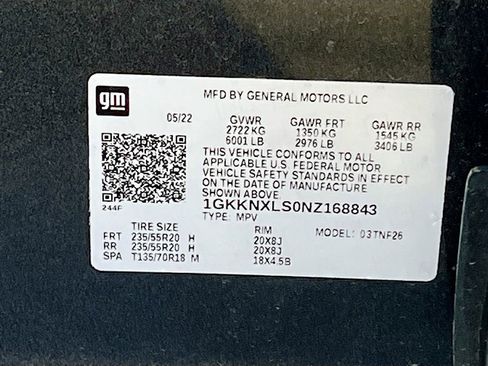 gm
MFD BY GENERAL MOTORS LLC
05/22 GVWR GAWR FRT GAWR RR
2722 KG 1350 KG 1545 KG
6001 LB 2976 LB 3406 LB
THIS VEHICLE CONFORMS TO ALL
APPLICABLE U.S. FEDERAL MOTOR
VEHICLE SAFETY STANDARDS IN EFFECT
ON THE DATE OF MANUFACTURE
SHOWN ABOVE.
1GKKNXLS0NZ168843
TYPE: MPV
244F
TIRE SIZE RIM MODEL: 03TNF26
FRT 235/55R20 H 20X8J
RR 235/55R20 H 20X8J
SPA T135/70R18 M 18X4.5B